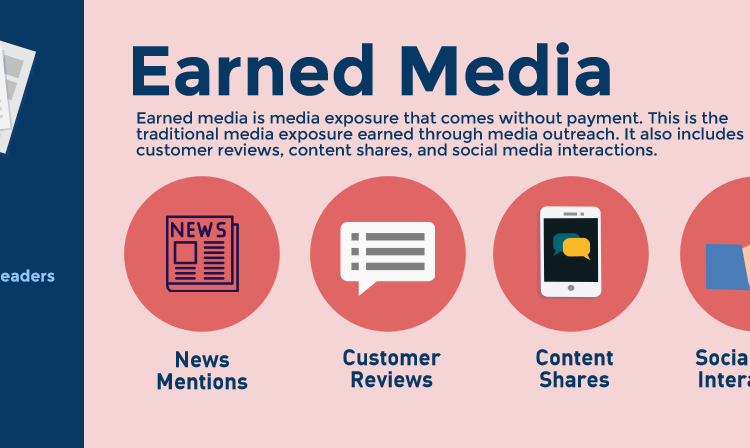 Earned Media
Earned media is media exposure that comes without payment. This is the
traditional media exposure earned through media outreach. It also includes
customer reviews, content shares, and social media interactions.
NEWS
eaders
News
Mentions
Customer
Reviews
Content
Shares
Socia
Intera